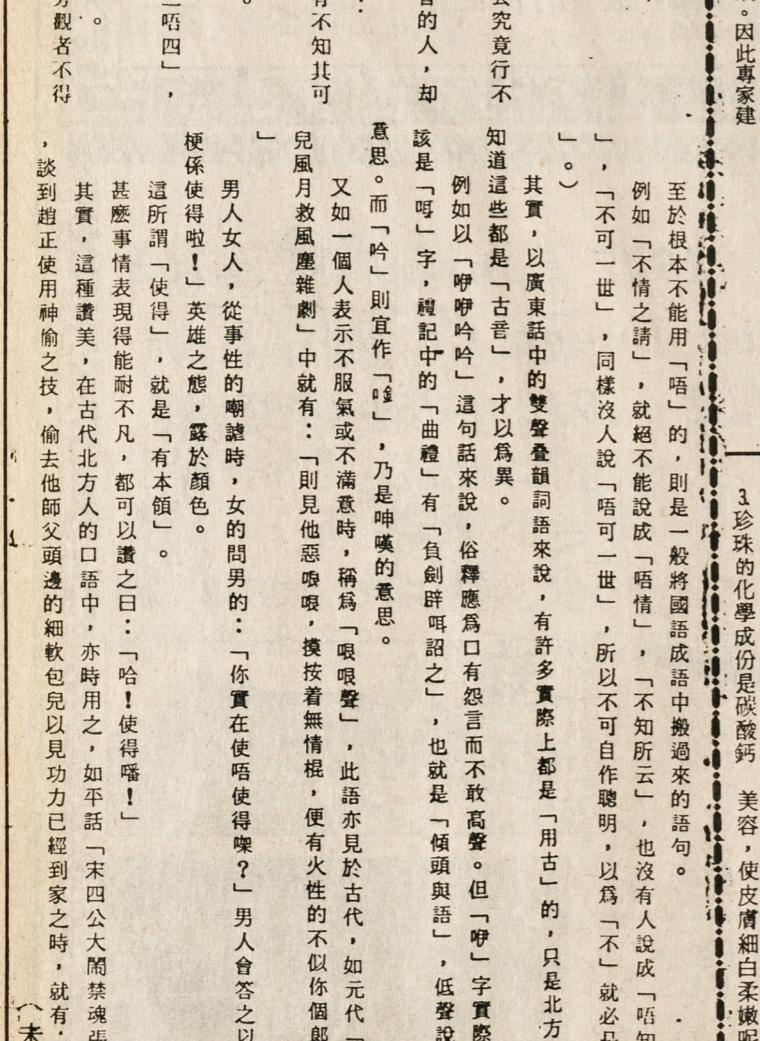 。因此專家建
3.珍珠的化學成份是碳酸鈣
美容，使皮膚細白柔嫩呢
至於根本不能用「唔」的，則是一般將國語成語中搬過來的語句。
例如「不情之請」，就絕不能說成「唔情」，「不知所云」，也沒有人說成「唔知
」，「不可一世」，同樣沒人說「唔可一世」，所以不可自作聰明，以爲「不」就必是
」。）
其實，以廣東話中的雙聲叠韻詞語來說，有許多實際上都是「用古」的，只是北方
知道這些都是「古音」，才以爲異。
例如以「咿咿吟吟」這句話來說，俗釋應爲口有怨言而不敢高聲。但「咿」字實際
該是「咡」字，禮記中的「曲禮」有「負劍辟咡詔之」，也就是「傾頭與語」，低聲說
意思。而「吟」則宜作「唫」，乃是呻嘆的意思。
又如一個人表示不服氣或不滿意時，稱爲「哏哏聲」，此語亦見於古代，如元代「
兒風月救風塵雜劇」中就有：「則見他惡哏哏，摸按着無情棍，便有火性的不似你個郎
」
男人女人，從事性的嘲謔時，女的問男的：「你實在使唔使得㗎？」男人會答之以
梗係使得啦！」英雄之態，露於顏色。
這所謂「使得」，就是「有本領」。
甚麽事情表現得能耐不凡，都可以讚之曰：「哈！使得噃！」
其實，這種讚美，在古代北方人的口語中，亦時用之，如平話「宋四公大鬧禁魂張
，談到趙正使用神偷之技，偷去他師父頭邊的細軟包兒以見功力已經到家之時，就有：
究竟行不
的人，却
有不知其可
唔四」，
。
觀者不得
（未